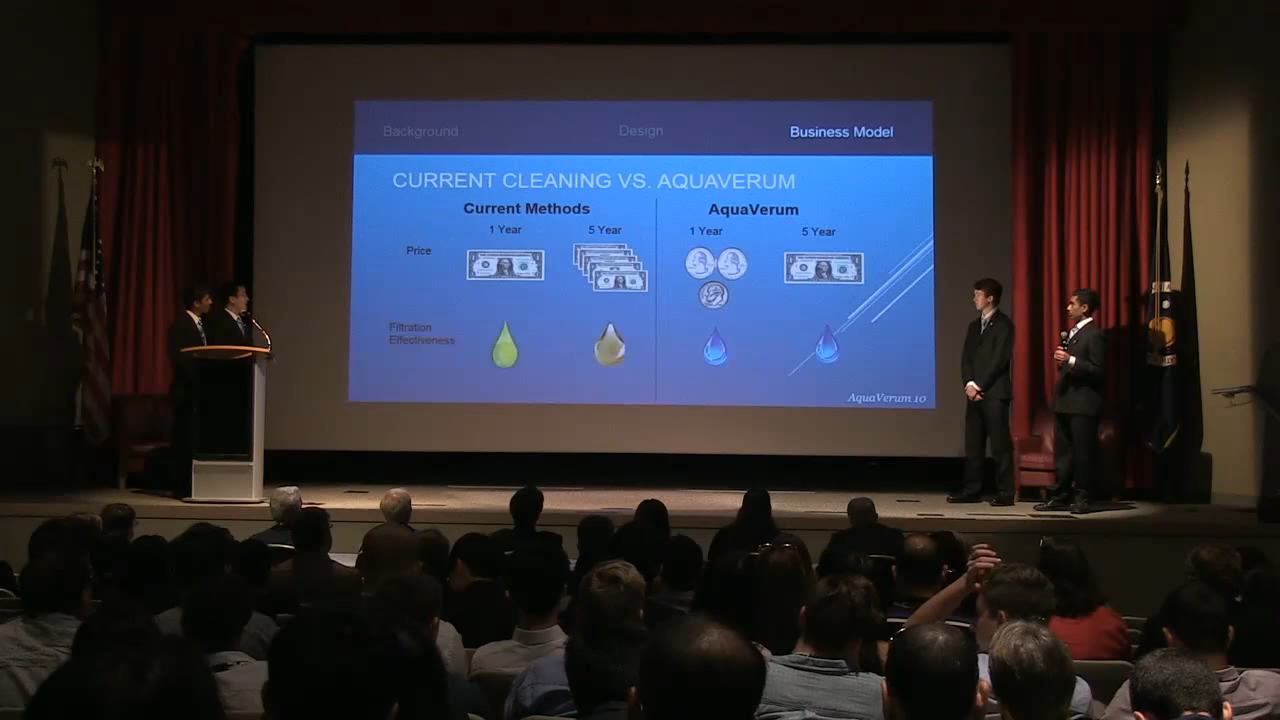 Background Design Business Model
CURRENT CLEANING VS. AQUAVERUM
Current Methods AquaVerum
1 Year 5 Year 1 Year 5 Year
Price
Filtration
Effectiveness
AquaVerum 10